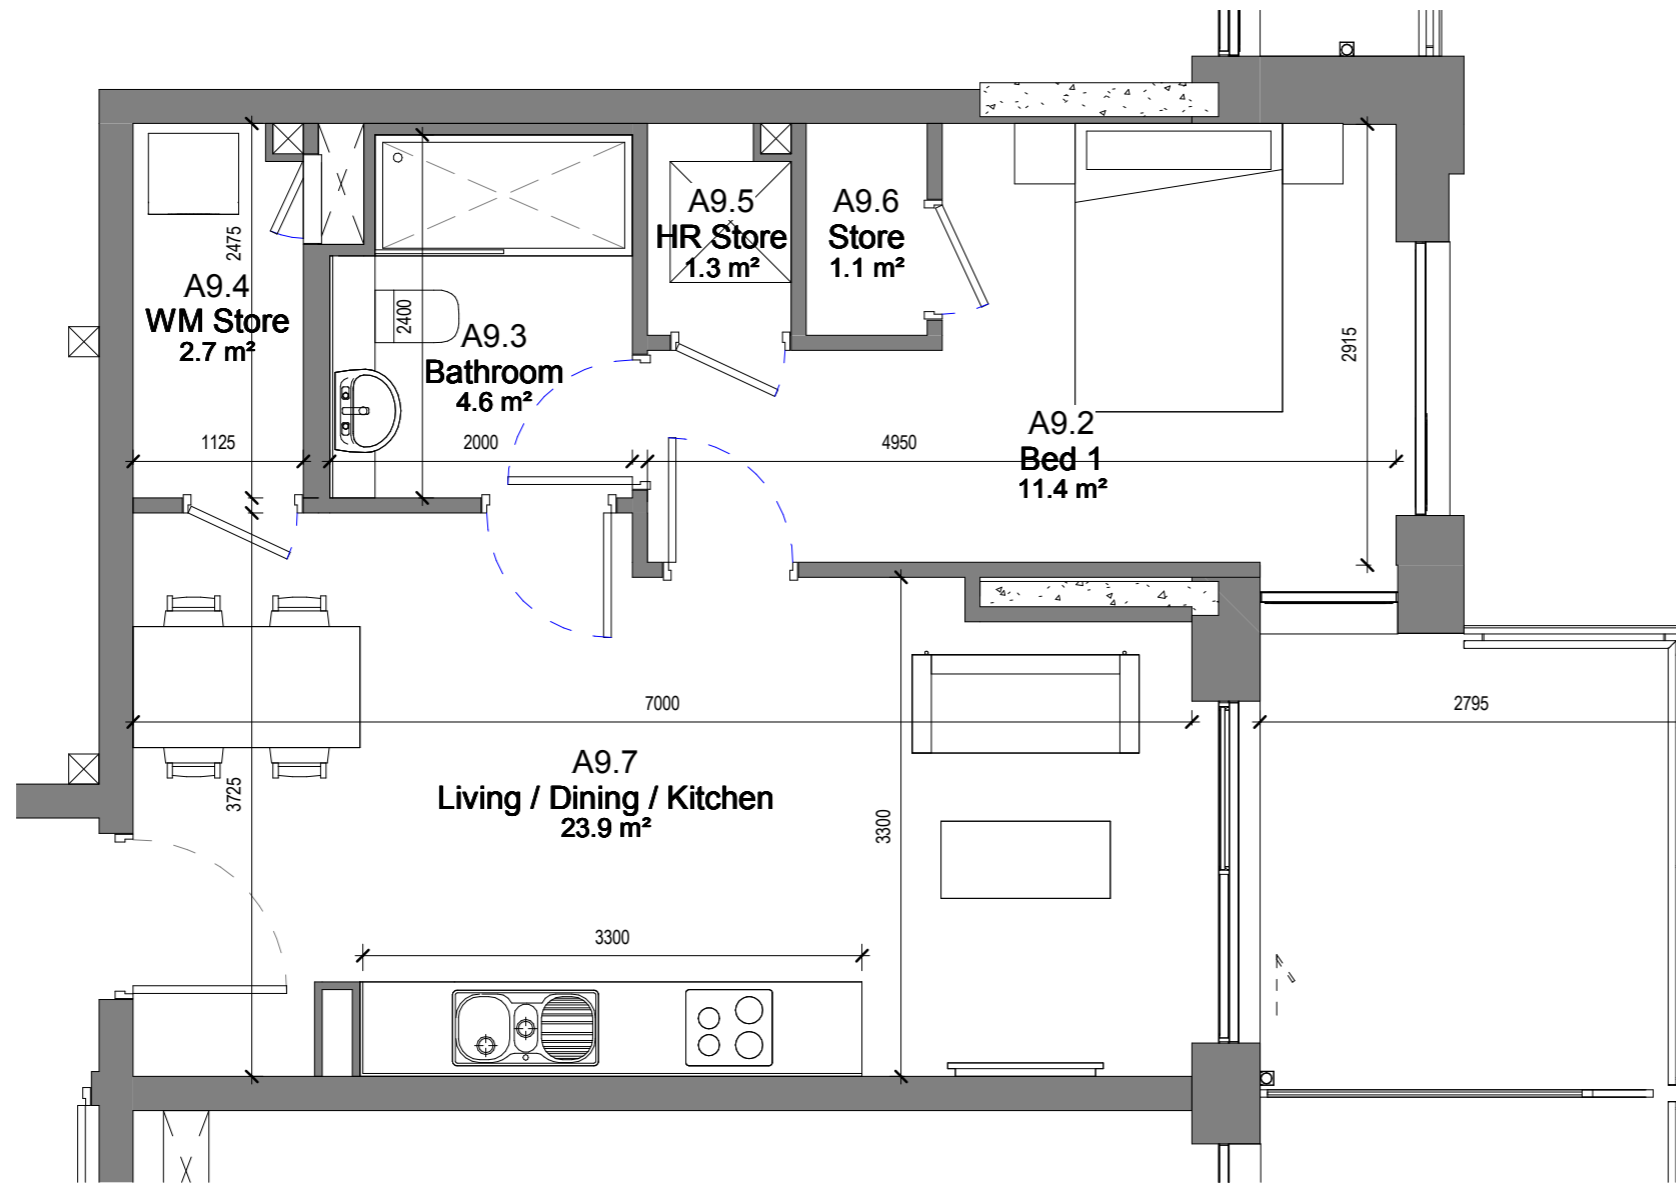 A9.5
HR Store
1.3 m²
A9.6
Store
1.1 m²
2475
A9.4
WM Store
2.7 m²
2400
A9.3
Bathroom
4.6 m²
2915
1125
2000
4950
A9.2
Bed 1
11.4 m²
7000
2795
A9.7
Living / Dining / Kitchen
23.9 m²
3725
3300
3300